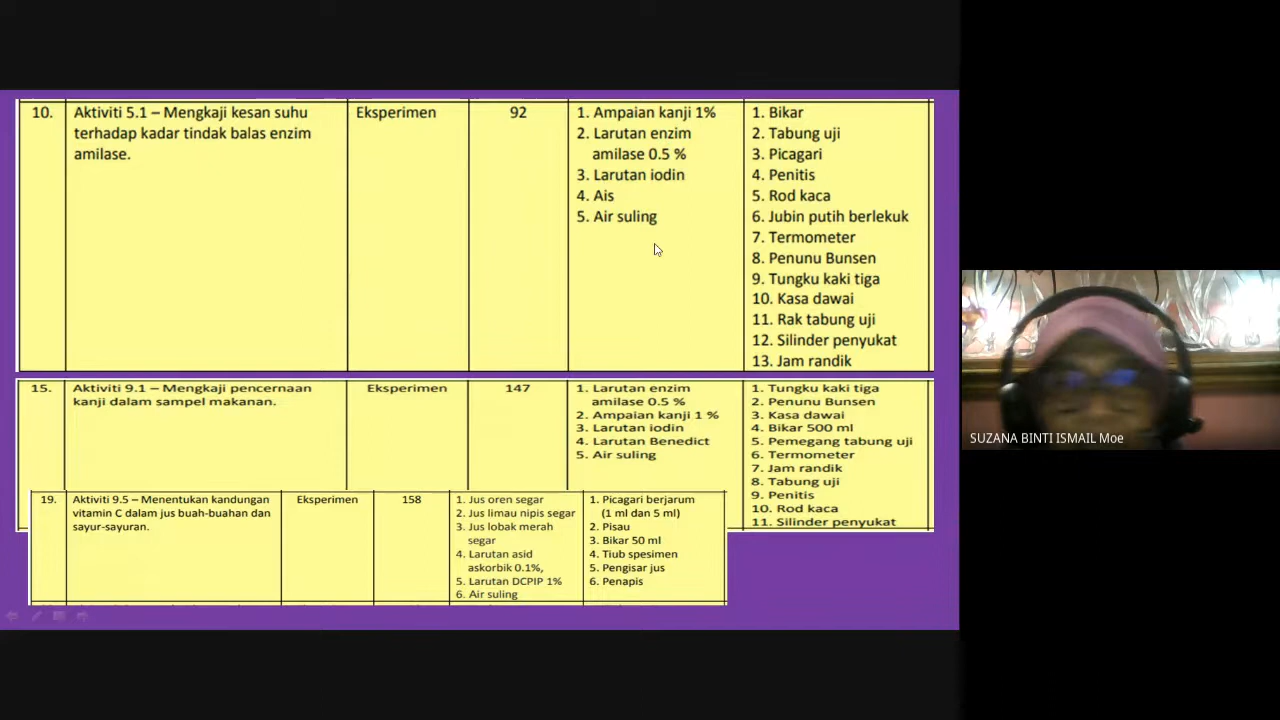 10.
Aktiviti 5.1 – Mengkaji kesan suhu
terhadap kadar tindak balas enzim
amilase.
Eksperimen
92
1. Ampaian kanji 1%
2. Larutan enzim
amilase 0.5 %
3. Larutan iodin
4. Ais
5. Air suling
1. Bikar
2. Tabung uji
3. Picagari
4. Penitis
5. Rod kaca
6. Jubin putih berlekuk
7. Termometer
8. Penunu Bunsen
9. Tungku kaki tiga
10. Kasa dawai
11. Rak tabung uji
12. Silinder penyukat
13. Jam randik
15.
Aktiviti 9.1 – Mengkaji pencernaan
kanji dalam sampel makanan.
Eksperimen
147
1. Larutan enzim
amilase 0.5 %
2. Ampaian kanji 1 %
3. Larutan iodin
4. Larutan Benedict
5. Air suling
1. Tungku kaki tiga
2. Penunu Bunsen
3. Kasa dawai
4. Bikar 500 ml
5. Pemegang tabung uji
6. Termometer
7. Jam randik
8. Tabung uji
9. Penitis
10. Rod kaca
11. Silinder penyukat
19.
Aktiviti 9.5 – Menentukan kandungan
vitamin C dalam jus buah-buahan dan
sayur-sayuran.
Eksperimen
158
1. Jus oren segar
2. Jus limau nipis segar
3. Jus lobak merah
segar
4. Larutan asid
askorbik 0.1%,
5. Larutan DCPIP 1%
6. Air suling
1. Picagari berjarum
(1 ml dan 5 ml)
2. Pisau
3. Bikar 50 ml
4. Tiub spesimen
5. Pengisar jus
6. Penapis
SUZANA BINTI ISMAIL Moe